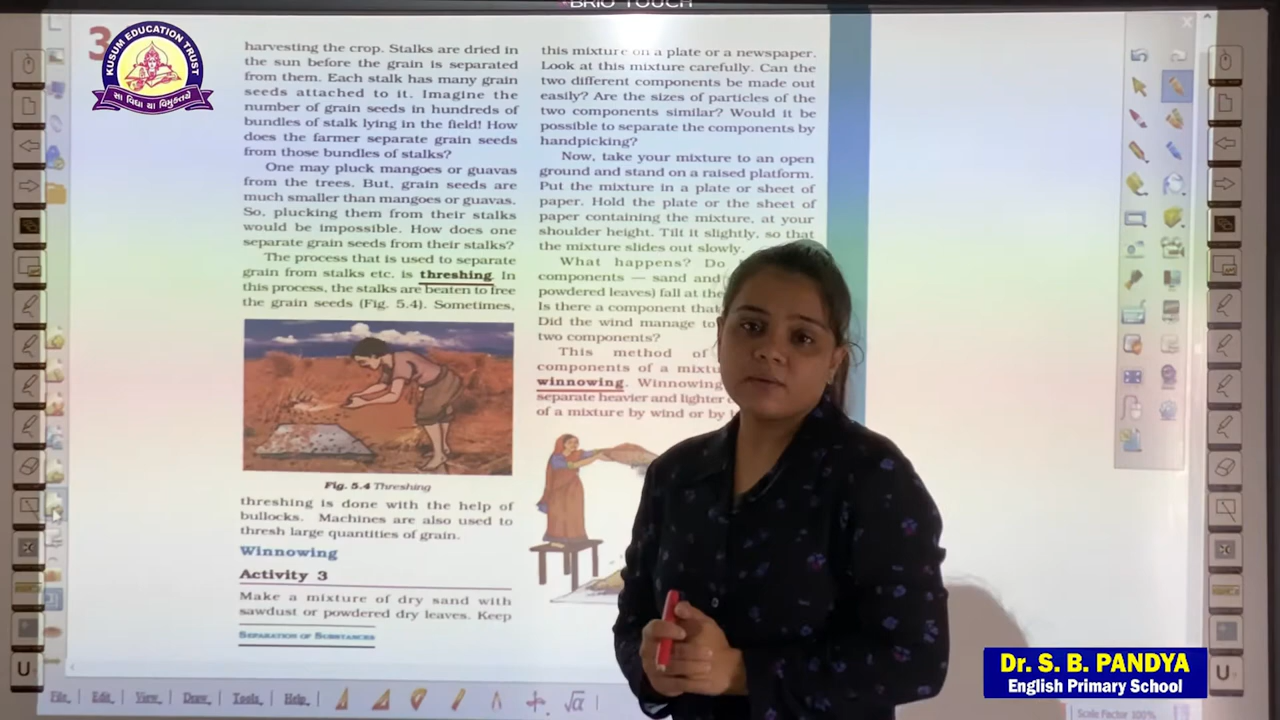 BRIO TOUCH
3
KUSUM EDUCATION TRUST
સા વિદ્યા યા વિમુક્તયે
harvesting the crop. Stalks are dried in
the sun before the grain is separated
from them. Each stalk has many grain
seeds attached to it. Imagine the
number of grain seeds in hundreds of
bundles of stalk lying in the field! How
does the farmer separate grain seeds
from those bundles of stalks?
One may pluck mangoes or guavas
from the trees. But, grain seeds are
much smaller than mangoes or guavas.
So, plucking them from their stalks
would be impossible. How does one
separate grain seeds from their stalks?
The process that is used to separate
grain from stalks etc. is threshing. In
this process, the stalks are beaten to free
the grain seeds (Fig. 5.4). Sometimes,
Fig. 5.4 Threshing
threshing is done with the help of
bullocks. Machines are also used to
thresh large quantities of grain.
Winnowing
Activity 3
Make a mixture of dry sand with
sawdust or powdered dry leaves. Keep
SEPARATION OF SUBSTANCES
this mixture on a plate or a newspaper.
Look at this mixture carefully. Can the
two different components be made out
easily? Are the sizes of particles of the
two components similar? Would it be
possible to separate the components by
handpicking?
Now, take your mixture to an open
ground and stand on a raised platform.
Put the mixture in a plate or sheet of
paper. Hold the plate or the sheet of
paper containing the mixture, at your
shoulder height. Tilt it slightly, so that
the mixture slides out slowly.
What happens? Do
components — sand and
powdered leaves) fall at the
Is there a component that
Did the wind manage to
two components?
This method of
components of a mixtu
winnowing. Winnowing
separate heavier and lighter
of a mixture by wind or by
File
Edit
View
Draw
Tools
Help
√α
U
U
Scale Factor 100%
Dr. S. B. PANDYA
English Primary School